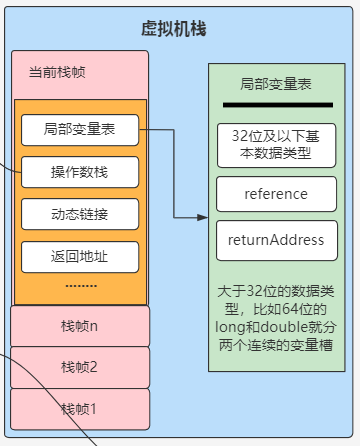 虚拟机栈
当前栈帧
局部变量表
操作数栈
动态链接
返回地址
........
栈帧n
栈帧2
栈帧1
局部变量表
32位及以下基
本数据类型
reference
returnAddress
大于32位的数据类
型，比如64位的
long和double就分
两个连续的变量槽